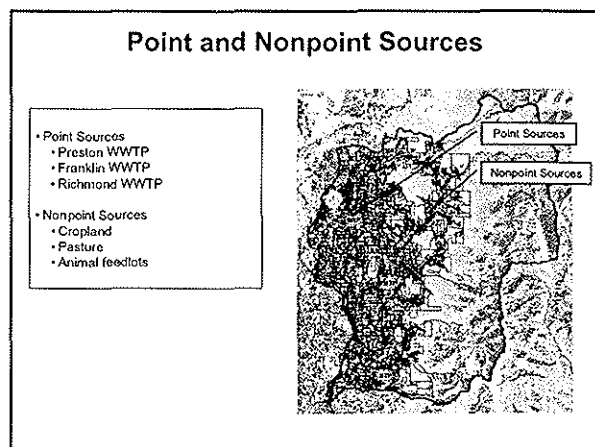 Point and Nonpoint Sources
• Point Sources
• Preston WWTP
• Franklin WWTP
• Richmond WWTP
• Nonpoint Sources
• Cropland
• Pasture
• Animal feedlots
Point Sources
Nonpoint Sources